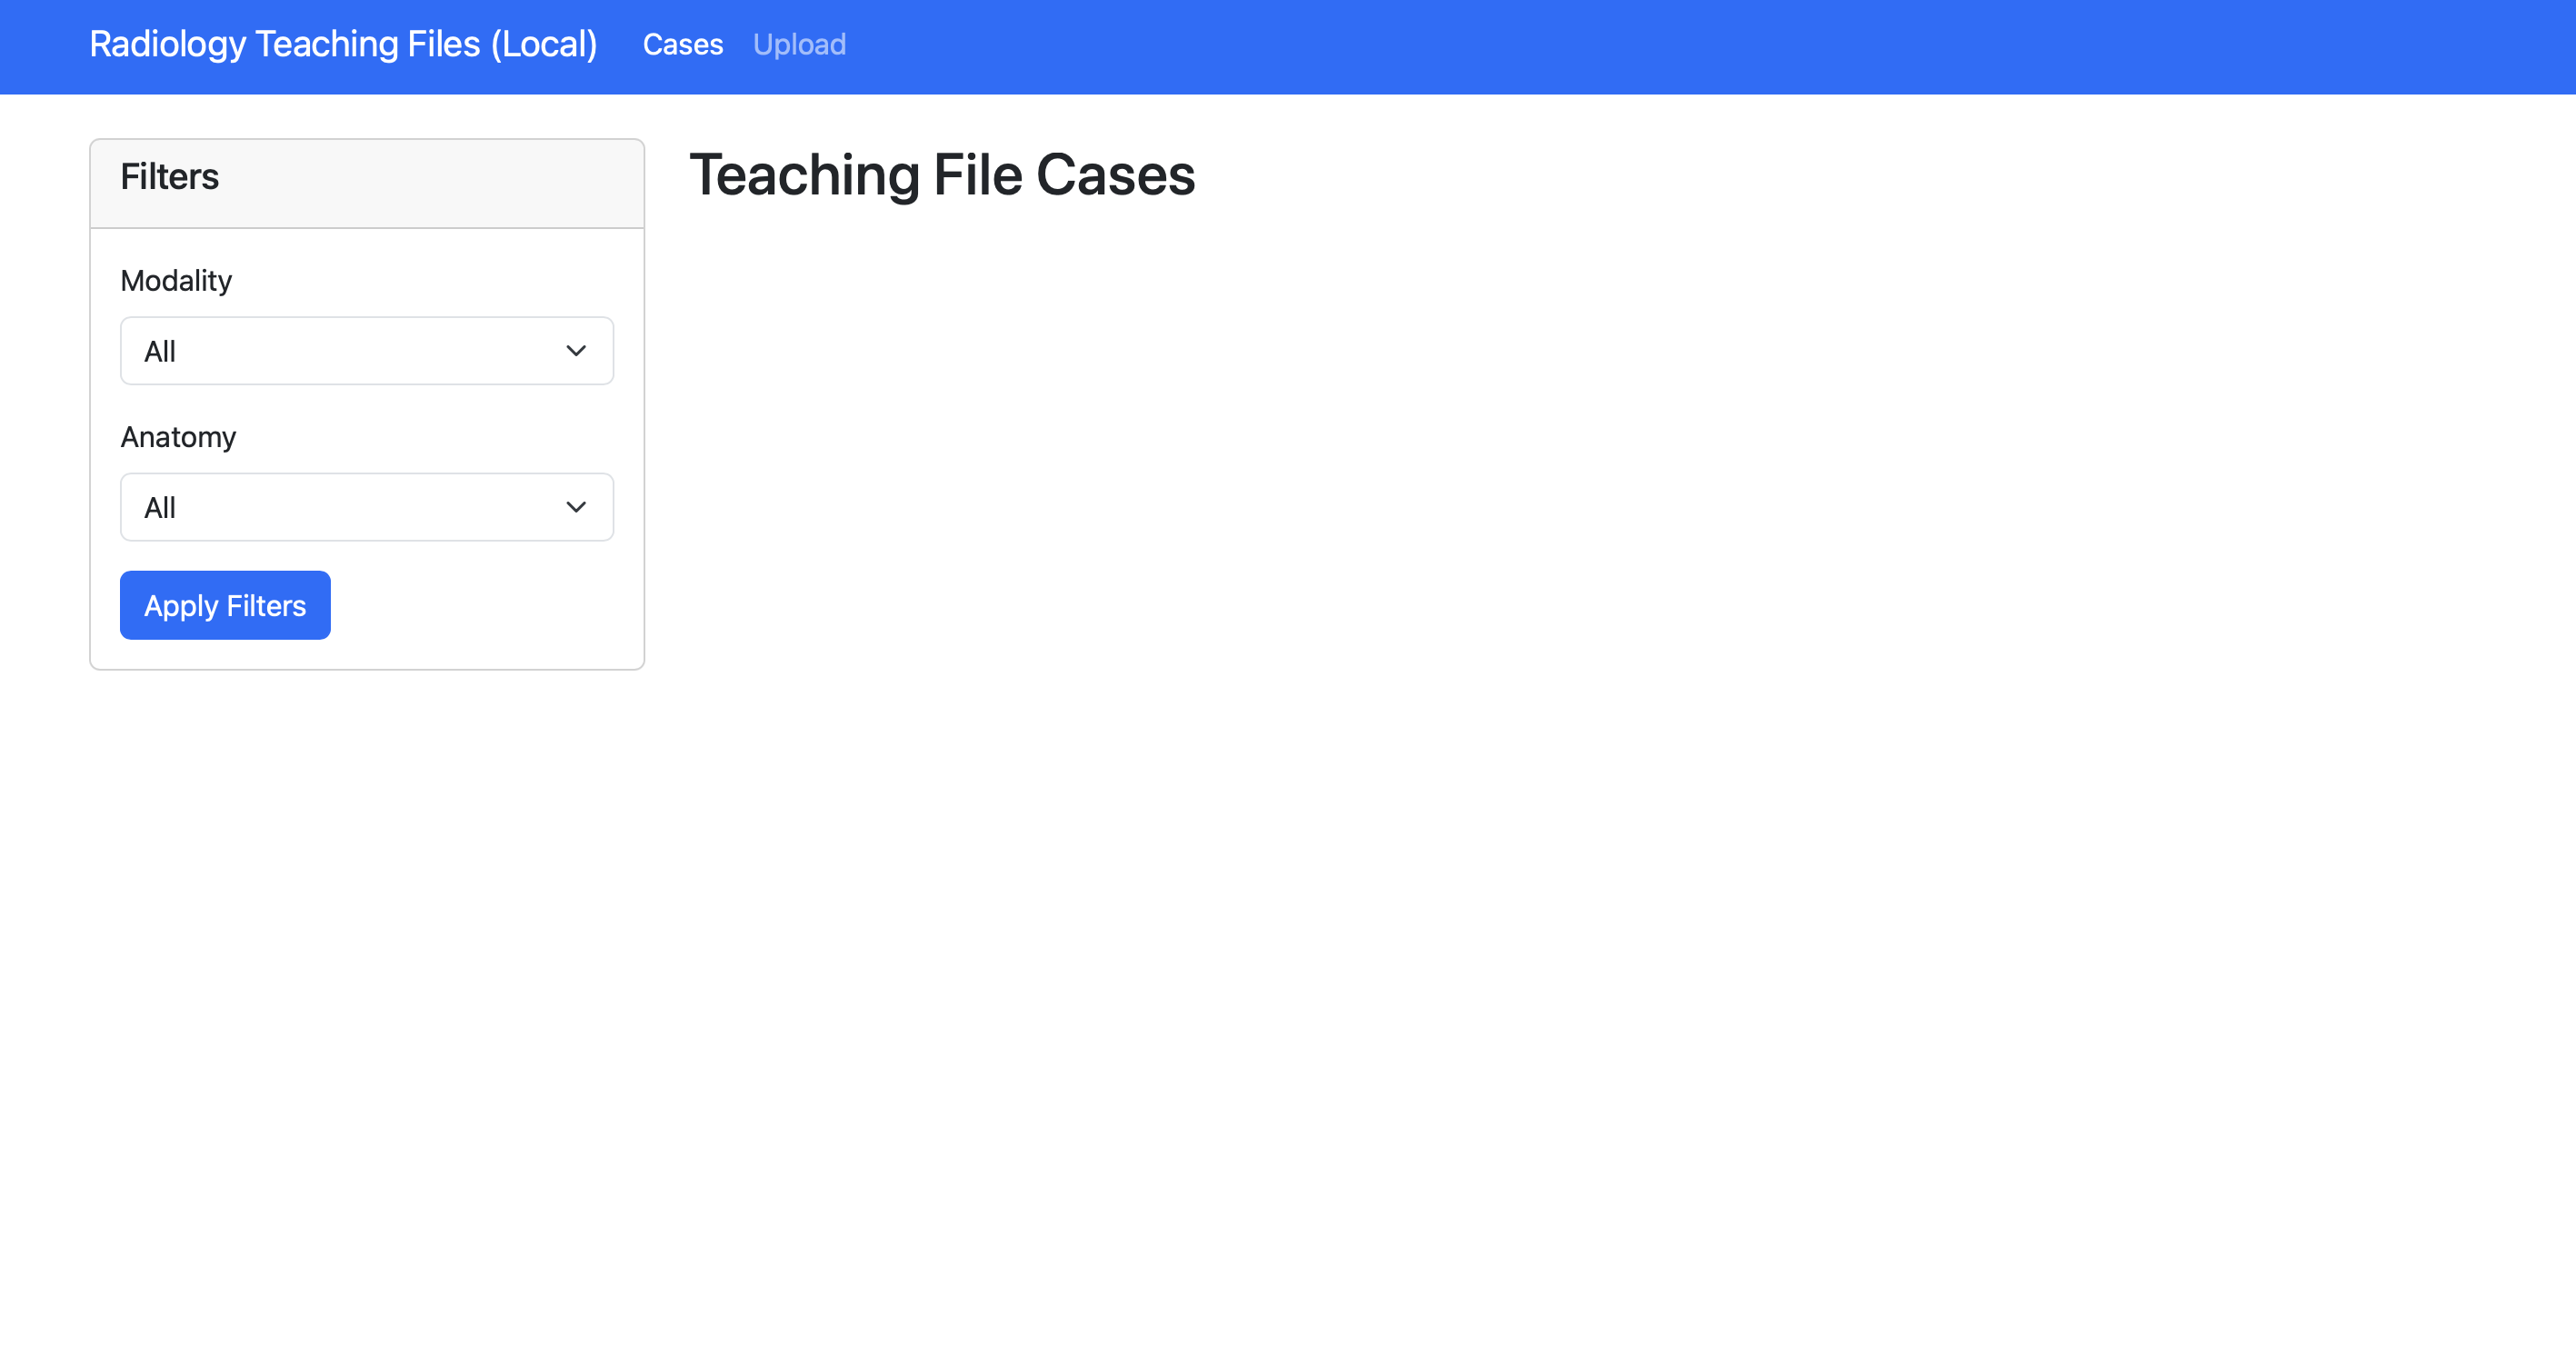 Radiology Teaching Files (Local) Cases Upload
Filters
Modality
All
Anatomy
All
Apply Filters
Teaching File Cases